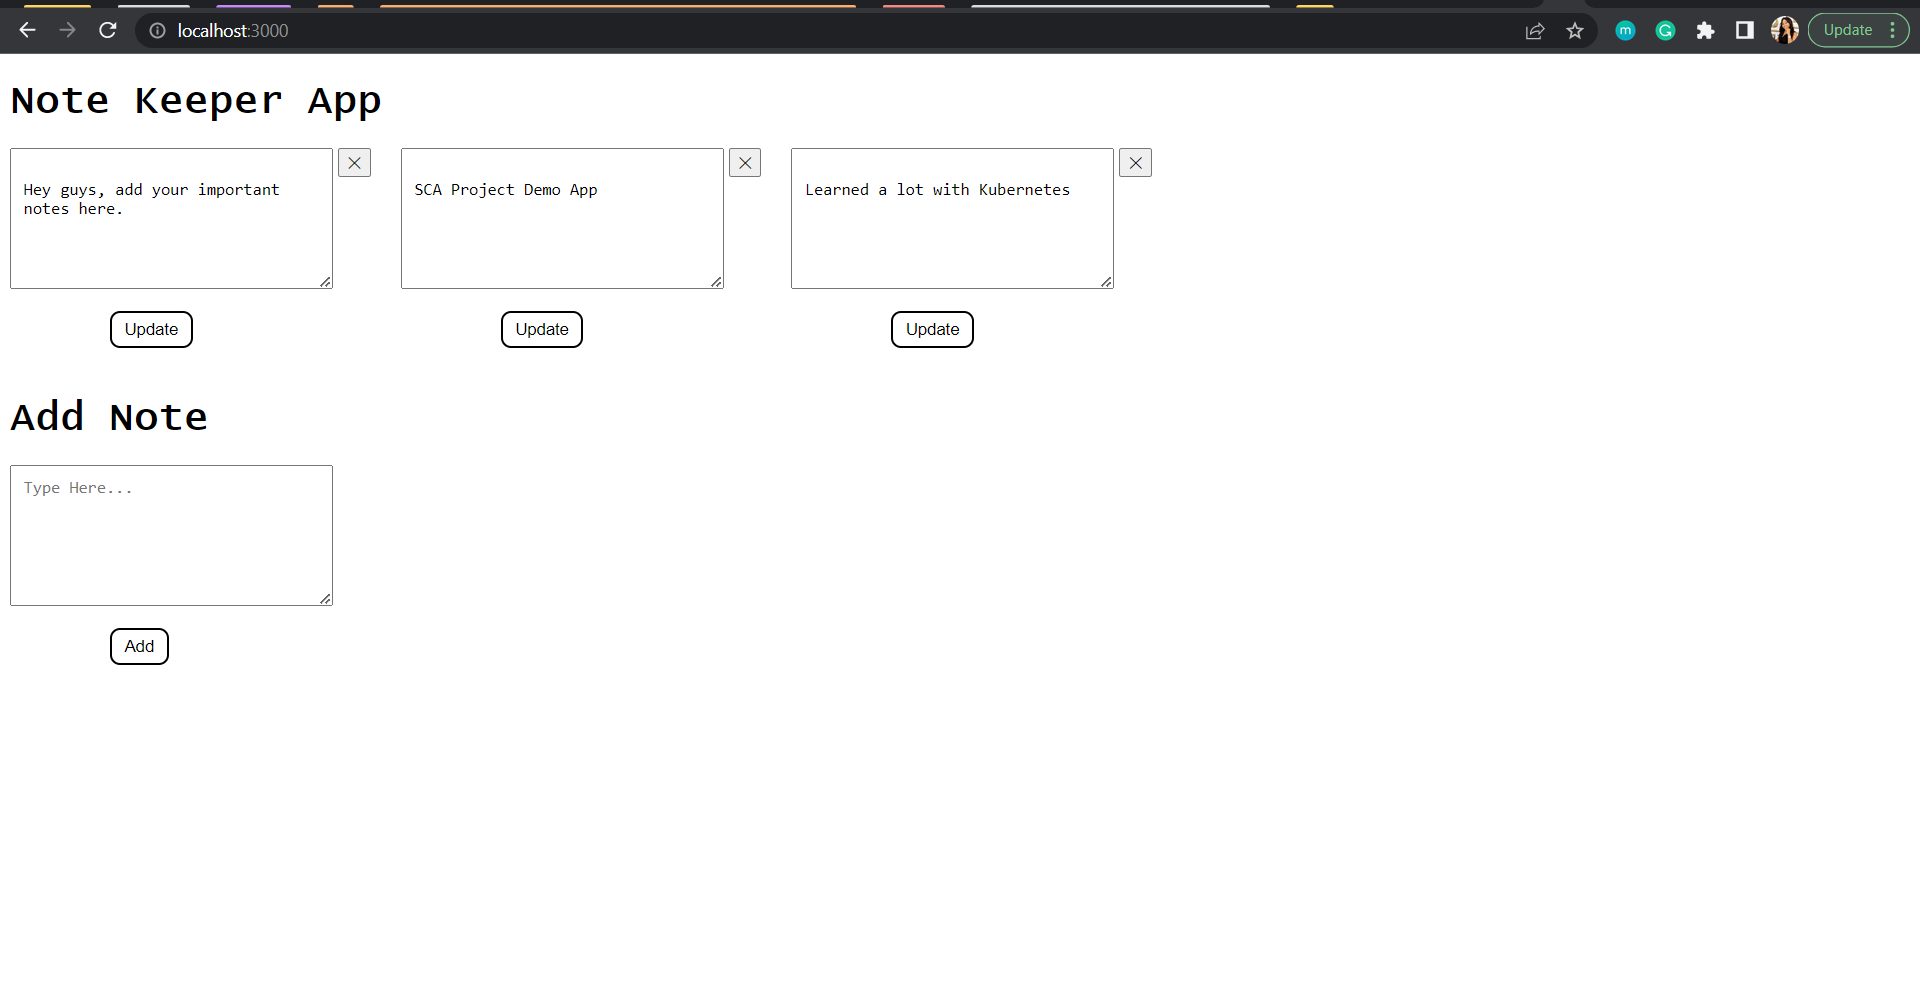 localhost:3000
m
G
Update
Note Keeper App
Hey guys, add your important
notes here.
SCA Project Demo App
Learned a lot with Kubernetes
Update
Update
Update
Add Note
Type Here...
Add